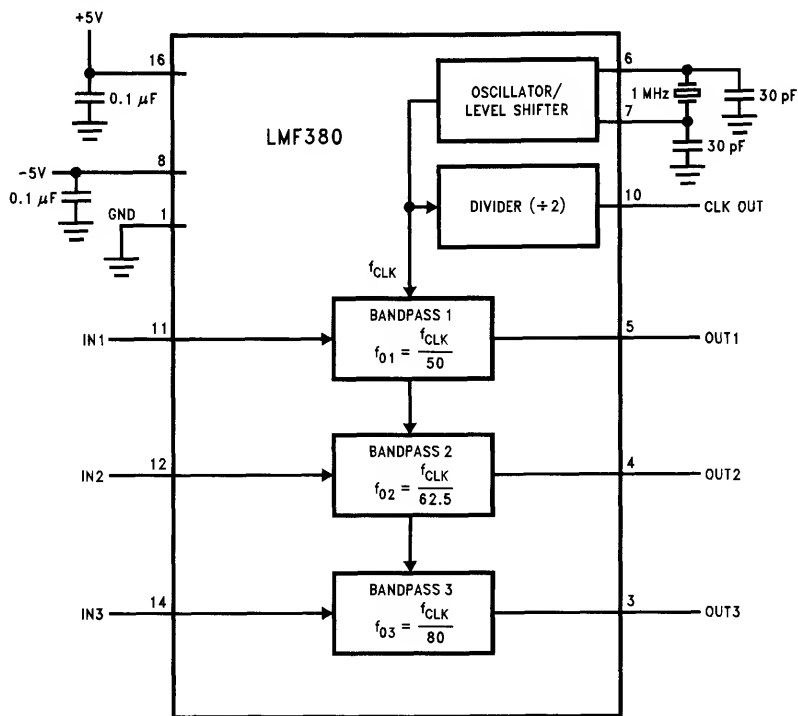 +5V
16
0.1 µF
LMF380
OSCILLATOR/
LEVEL SHIFTER
6
1 MHz
30 pF
7
30 pF
-5V
8
0.1 µF
GND
1
DIVIDER (÷2)
10
CLK OUT
fCLK
IN1
11
BANDPASS 1
f01 = fCLK
50
5
OUT1
IN2
12
BANDPASS 2
f02 = fCLK
62.5
4
OUT2
IN3
14
BANDPASS 3
f03 = fCLK
80
3
OUT3